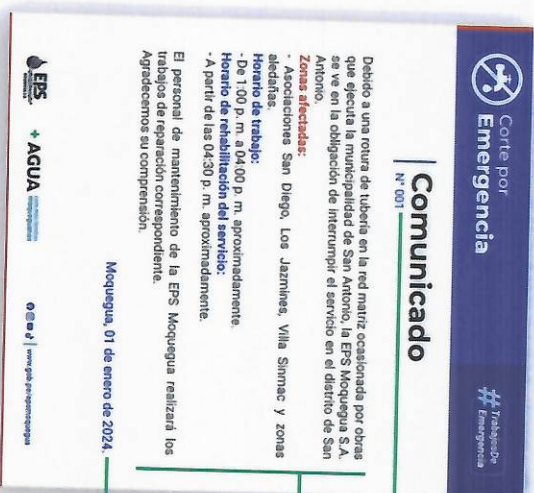 Corte por
Emergencia
#TrabajosDe
Emergencia
Comunicado
N° 001
Debido a una rotura de tubería en la red matriz ocasionada por obras
que ejecuta la municipalidad de San Antonio, la EPS Moquegua S.A.
se ve en la obligación de interrumpir el servicio en el distrito de San
Antonio.
Zonas afectadas:
- Asociaciones San Diego, Los Jazmines, Villa Sinmac y zonas
aledañas.
Horario de trabajo:
- De 1:00 p. m. a 04:00 p. m. aproximadamente.
Horario de rehabilitación del servicio:
- A partir de las 04:30 p. m. aproximadamente.
El personal de mantenimiento de la EPS Moquegua realizará los
trabajos de reparación correspondiente.
Agradecemos su comprensión.
Moquegua, 01 de enero de 2024.
EPS
+ AGUA
www.gob.pe/epsmoquegua